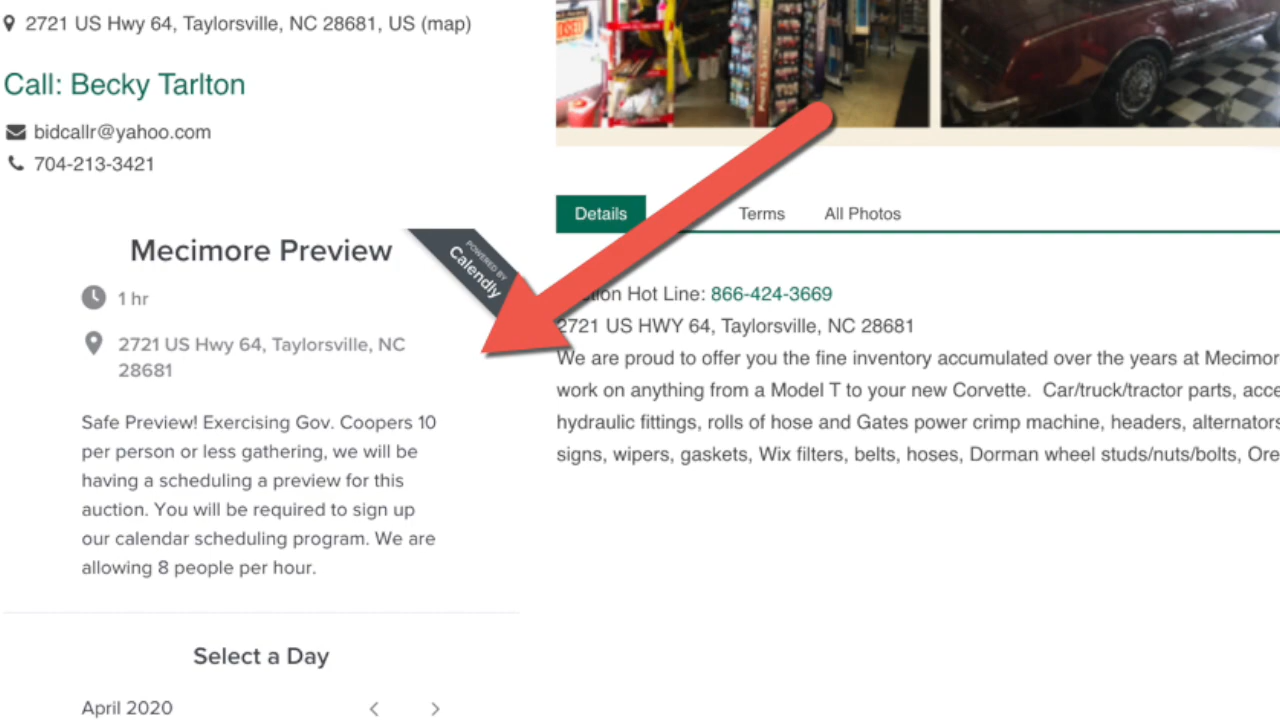 2721 US Hwy 64, Taylorsville, NC 28681, US (map)
Call: Becky Tarlton
bidcallr@yahoo.com
704-213-3421
Mecimore Preview
POWERED BY
Calendly
1 hr
2721 US Hwy 64, Taylorsville, NC
28681
Safe Preview! Exercising Gov. Coopers 10
per person or less gathering, we will be
having a scheduling a preview for this
auction. You will be required to sign up
our calendar scheduling program. We are
allowing 8 people per hour.
Select a Day
April 2020
Details
Terms
All Photos
Hot Line: 866-424-3669
2721 US HWY 64, Taylorsville, NC 28681
We are proud to offer you the fine inventory accumulated over the years at Mecimor
work on anything from a Model T to your new Corvette. Car/truck/tractor parts, acce
hydraulic fittings, rolls of hose and Gates power crimp machine, headers, alternators
signs, wipers, gaskets, Wix filters, belts, hoses, Dorman wheel studs/nuts/bolts, Ore